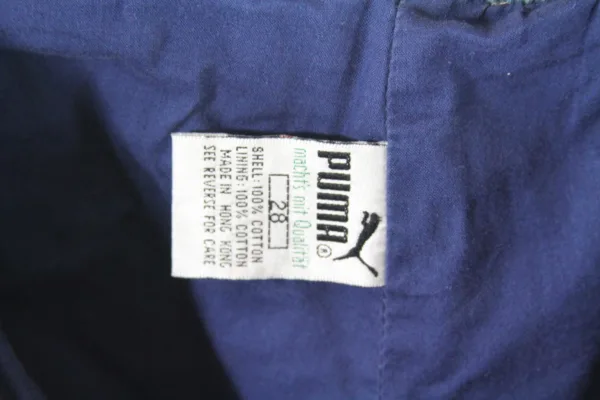 PUMA®
macht's mit Qualität
28
SHELL: 100% COTTON
LINING: 100% COTTON
MADE IN HONG KONG
SEE REVERSE FOR CARE